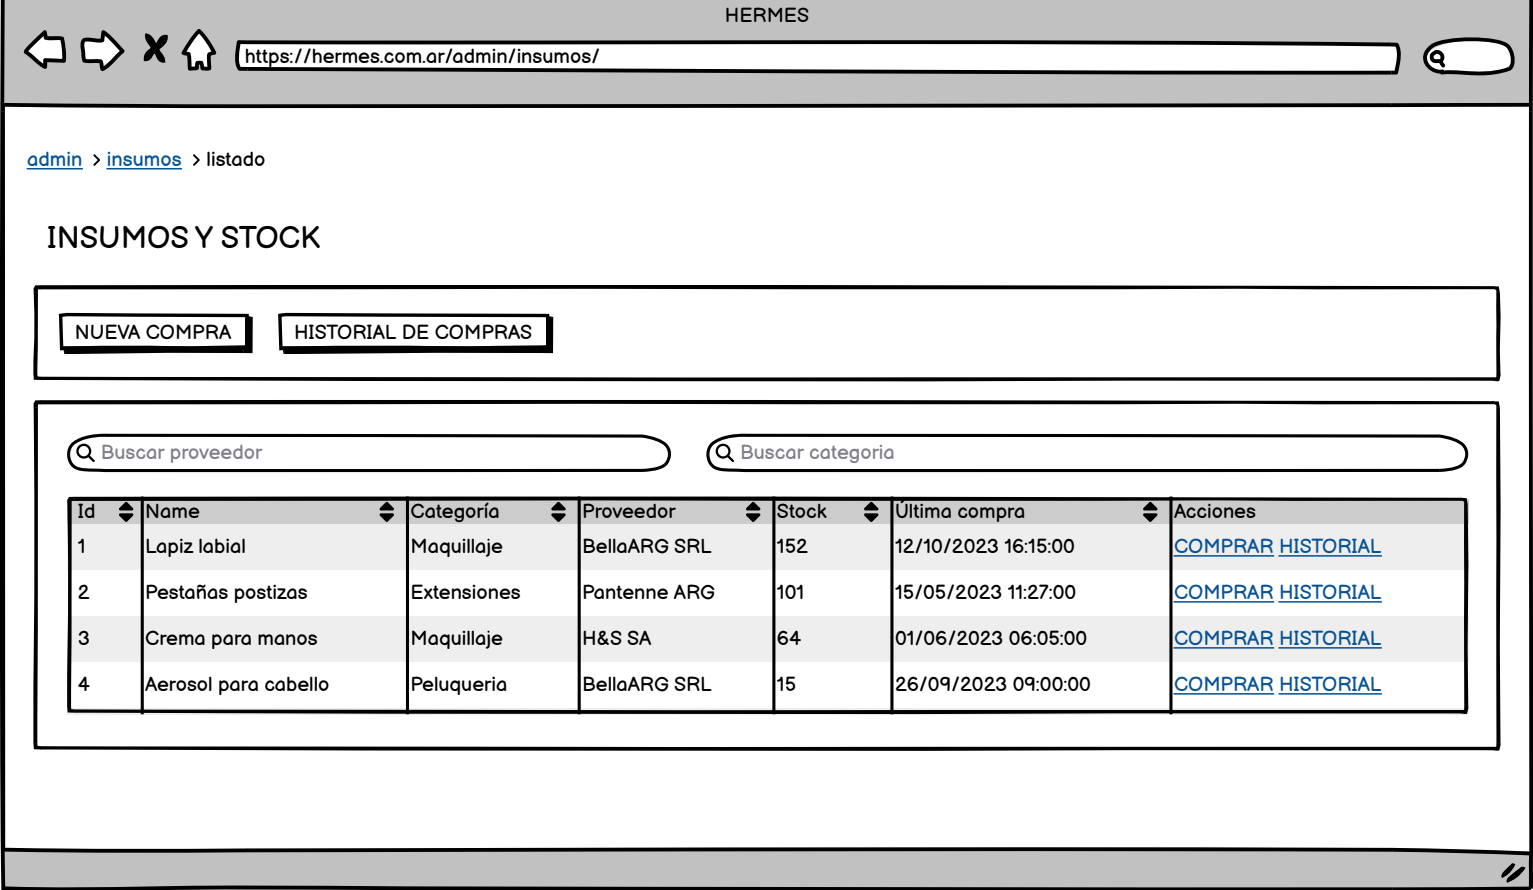 HERMES
https://hermes.com.ar/admin/insumos/
admin > insumos > listado
INSUMOS Y STOCK
NUEVA COMPRA HISTORIAL DE COMPRAS
Buscar proveedor Buscar categoria
Id Name Categoría Proveedor Stock Última compra Acciones
1 Lapiz labial Maquillaje BellaARG SRL 152 12/10/2023 16:15:00 COMPRAR HISTORIAL
2 Pestañas postizas Extensiones Pantenne ARG 101 15/05/2023 11:27:00 COMPRAR HISTORIAL
3 Crema para manos Maquillaje H&S SA 64 01/06/2023 06:05:00 COMPRAR HISTORIAL
4 Aerosol para cabello Peluqueria BellaARG SRL 15 26/09/2023 09:00:00 COMPRAR HISTORIAL